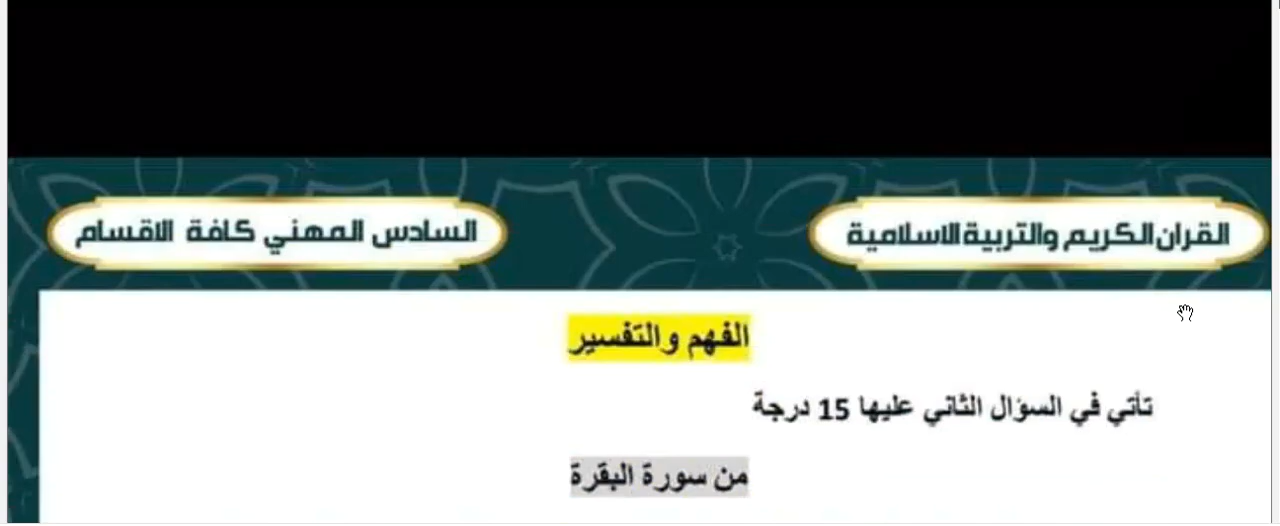 القران الكريم والتربية الاسلامية
السادس المهني كافة الاقسام
الفهم والتفسير
تأتي في السؤال الثاني عليها 15 درجة
من سورة البقرة